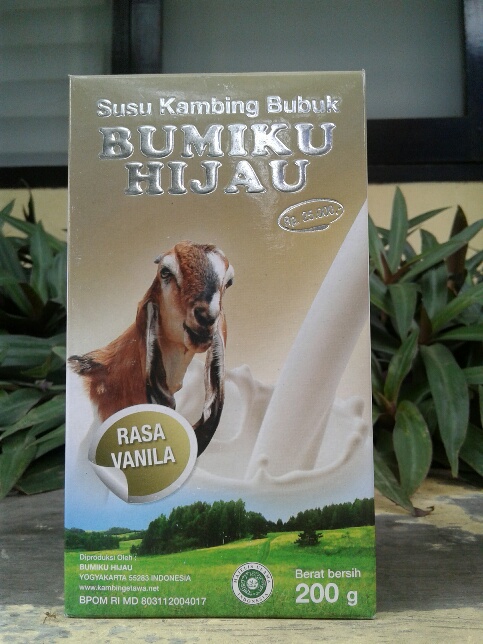 Susu Kambing Bubuk
BUMIKU
HIJAU
RASA
VANILA
Diproduksi Oleh :
BUMIKU HIJAU
YOGYAKARTA 55283 INDONESIA
www.kambingetawa.net
BPOM RI MD 803112004017
Berat bersih
200 g